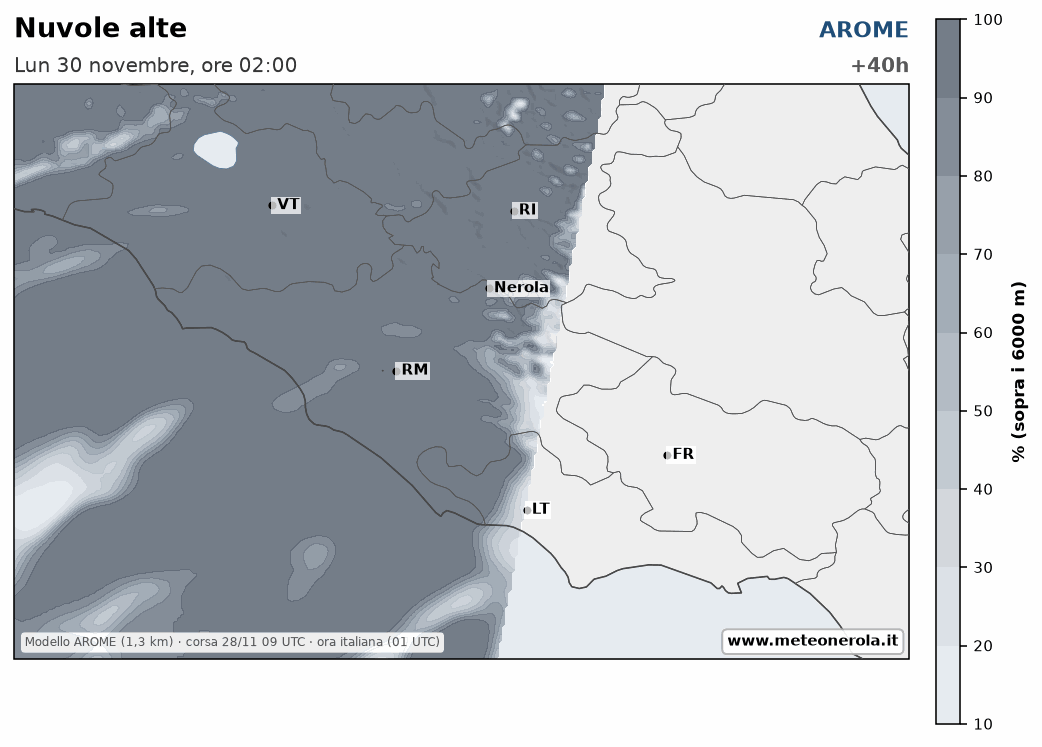 Nuvole alte
AROME
Lun 30 novembre, ore 02:00
+40h
100
90
80
70
60
50
40
30
20
10
% (sopra i 6000 m)
VT
RI
Nerola
RM
FR
LT
Modello AROME (1,3 km) · corsa 28/11 09 UTC · ora italiana (01 UTC)
www.meteonerola.it